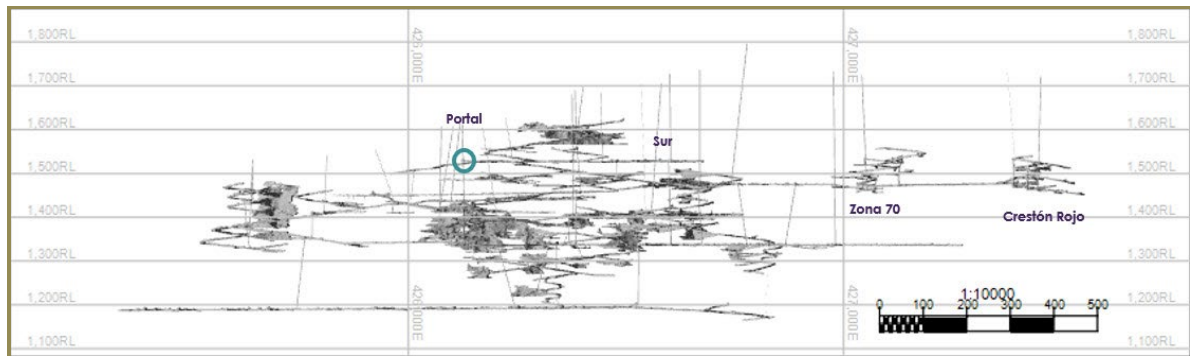 1,800RL 426,000E 427,000E 1,800RL
1,700RL 1,700RL
Portal
1,600RL 1,600RL
Sur
1,500RL 1,500RL
1,400RL Zona 70 Crestón Rojo 1,400RL
1,300RL 1,300RL
1:10000
0 100 200 300 400 500
1,200RL 426,000E 427,000E 1,200RL
1,100RL 1,100RL